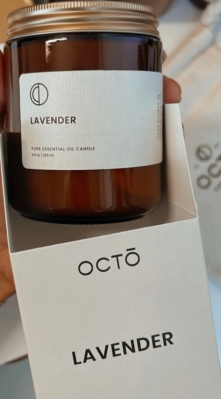 LAVENDER
PURE ESSENTIAL OIL CANDLE
OCTŌ
LAVENDER